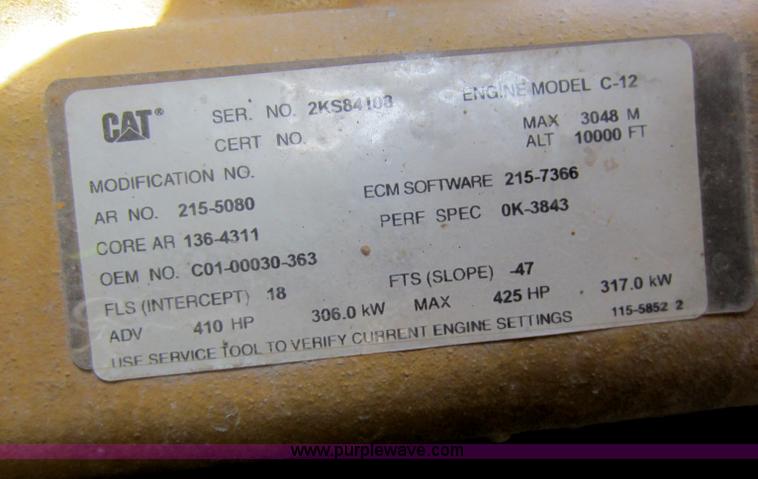 CAT® SER. NO. 2KS84108 ENGINE MODEL C-12
CERT NO. MAX 3048 M
ALT 10000 FT
MODIFICATION NO.
AR NO. 215-5080 ECM SOFTWARE 215-7366
CORE AR 136-4311 PERF SPEC 0K-3843
OEM NO. C01-00030-363
FLS (INTERCEPT) 18 FTS (SLOPE) -47
ADV 410 HP 306.0 kW MAX 425 HP 317.0 kW
USE SERVICE TOOL TO VERIFY CURRENT ENGINE SETTINGS 115-5852 2
www.purplewave.com